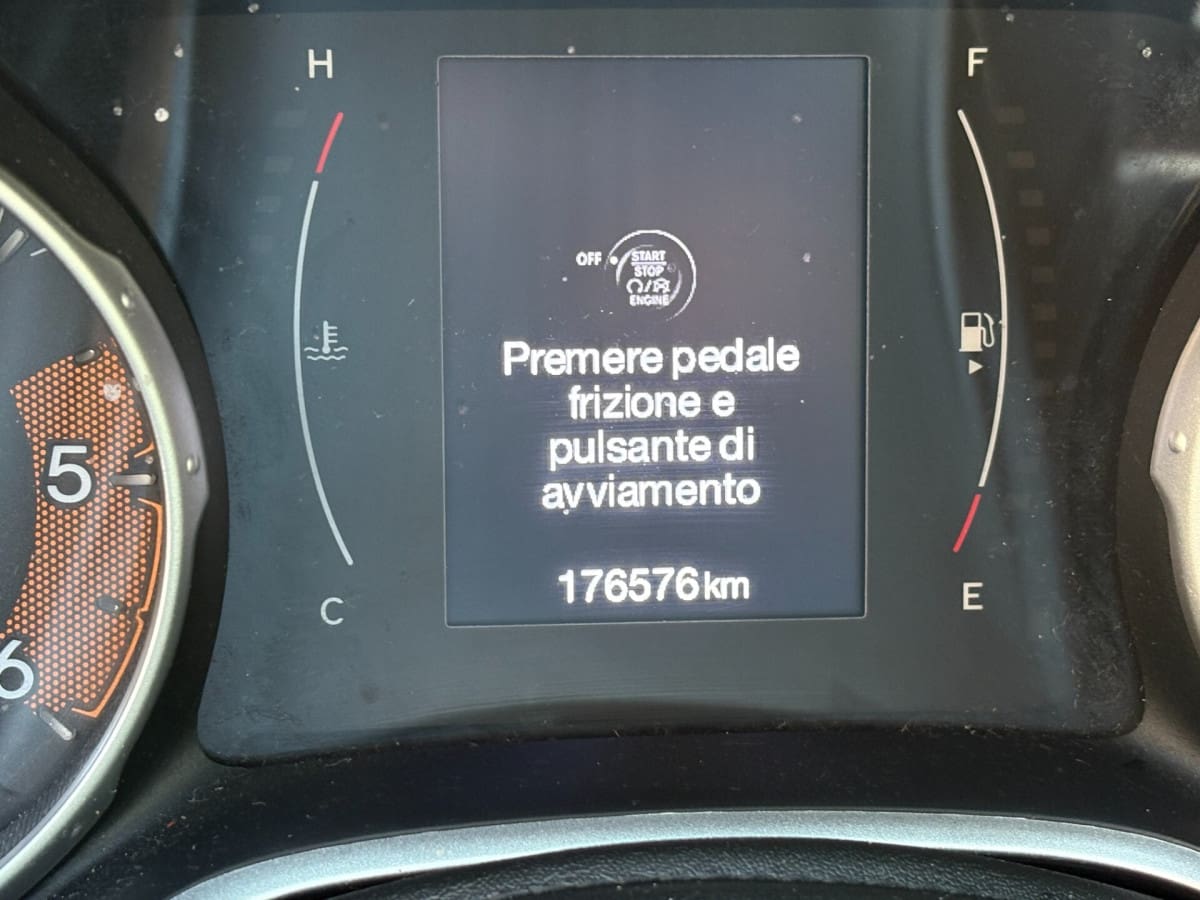 H
F
OFF
START
STOP
ENGINE
Premere pedale
frizione e
pulsante di
avviamento
5
176576 km
C
E
6